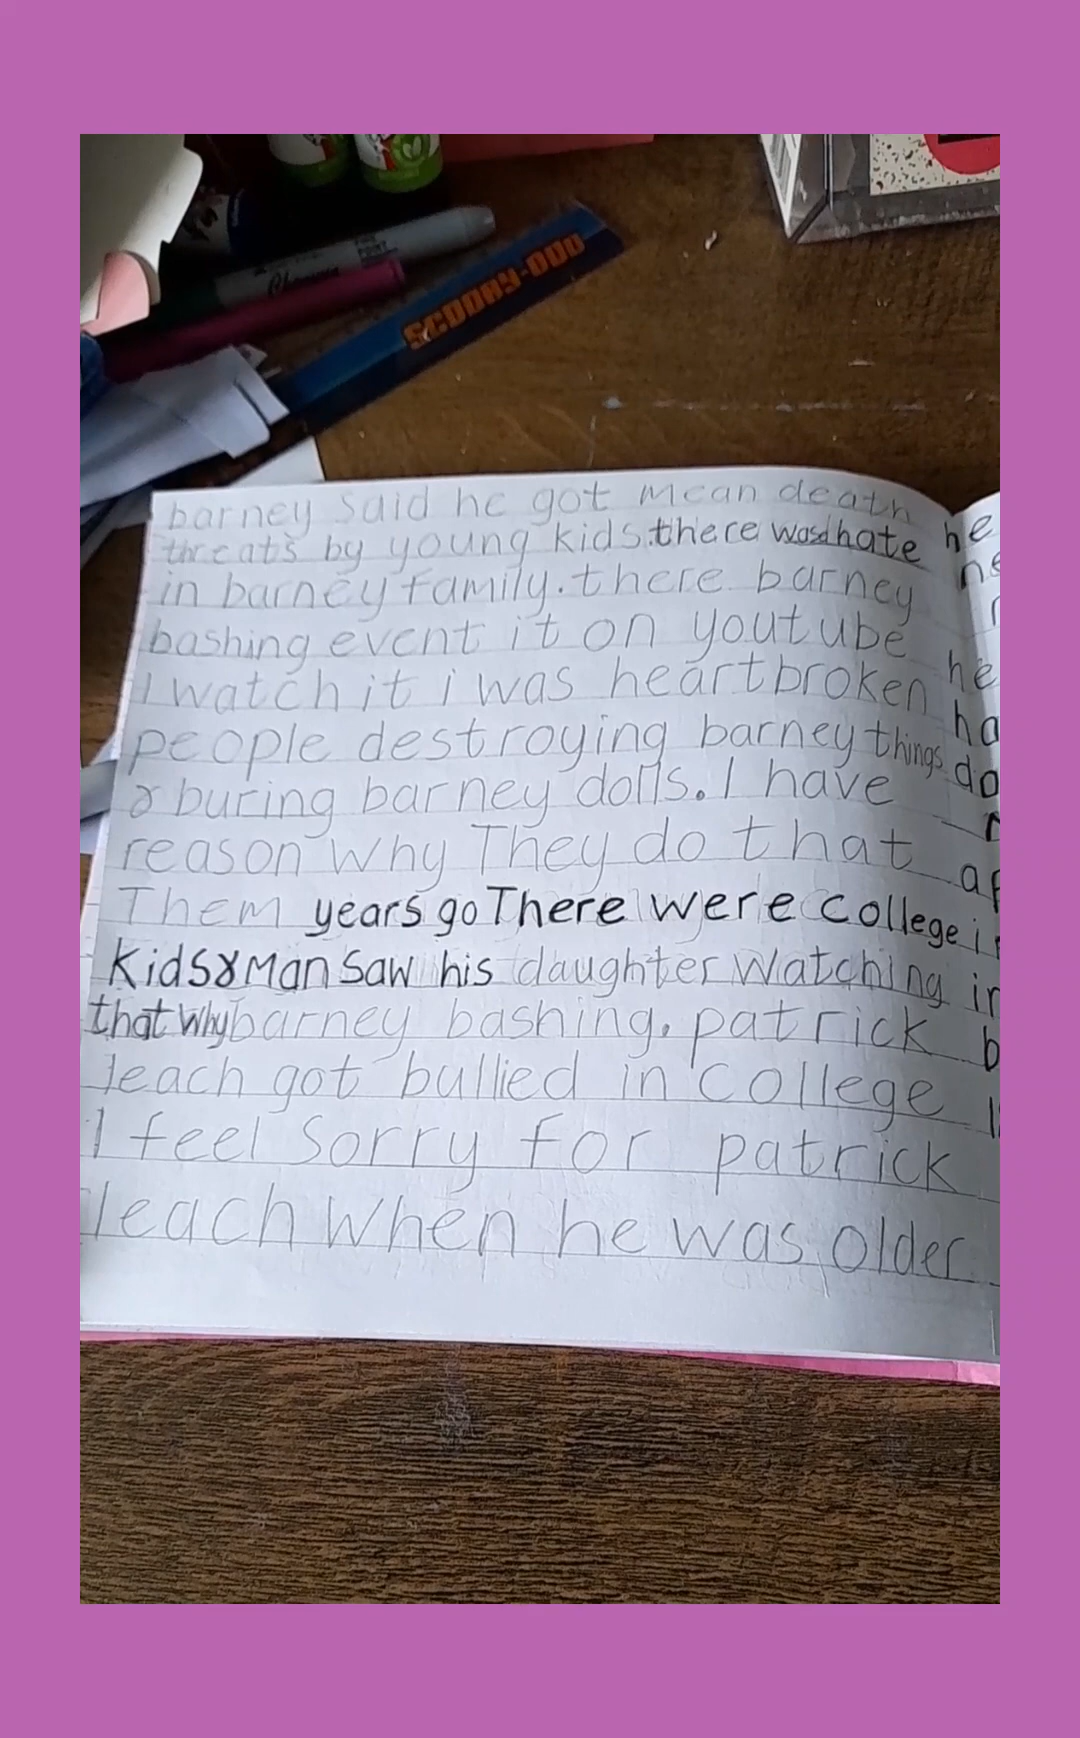 SCOOBY-DOO
barney said he got mean death
threats by young kids.there was hate
in barney family.there barney
bashing event it on youtube
I watch it i was heartbroken
people destroying barney things
& buring barney dolls. I have
reason why They do that
Them years go There were college
kids & Man Saw his daughter Watching
that why barney bashing. patrick
leach got bullied in college
I feel sorry for patrick
leach when he was older
he
he